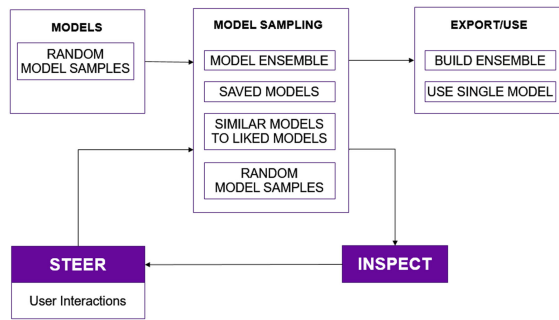 MODELS
RANDOM
MODEL SAMPLES
MODEL SAMPLING
MODEL ENSEMBLE
SAVED MODELS
SIMILAR MODELS
TO LIKED MODELS
RANDOM
MODEL SAMPLES
EXPORT/USE
BUILD ENSEMBLE
USE SINGLE MODEL
STEER
User Interactions
INSPECT